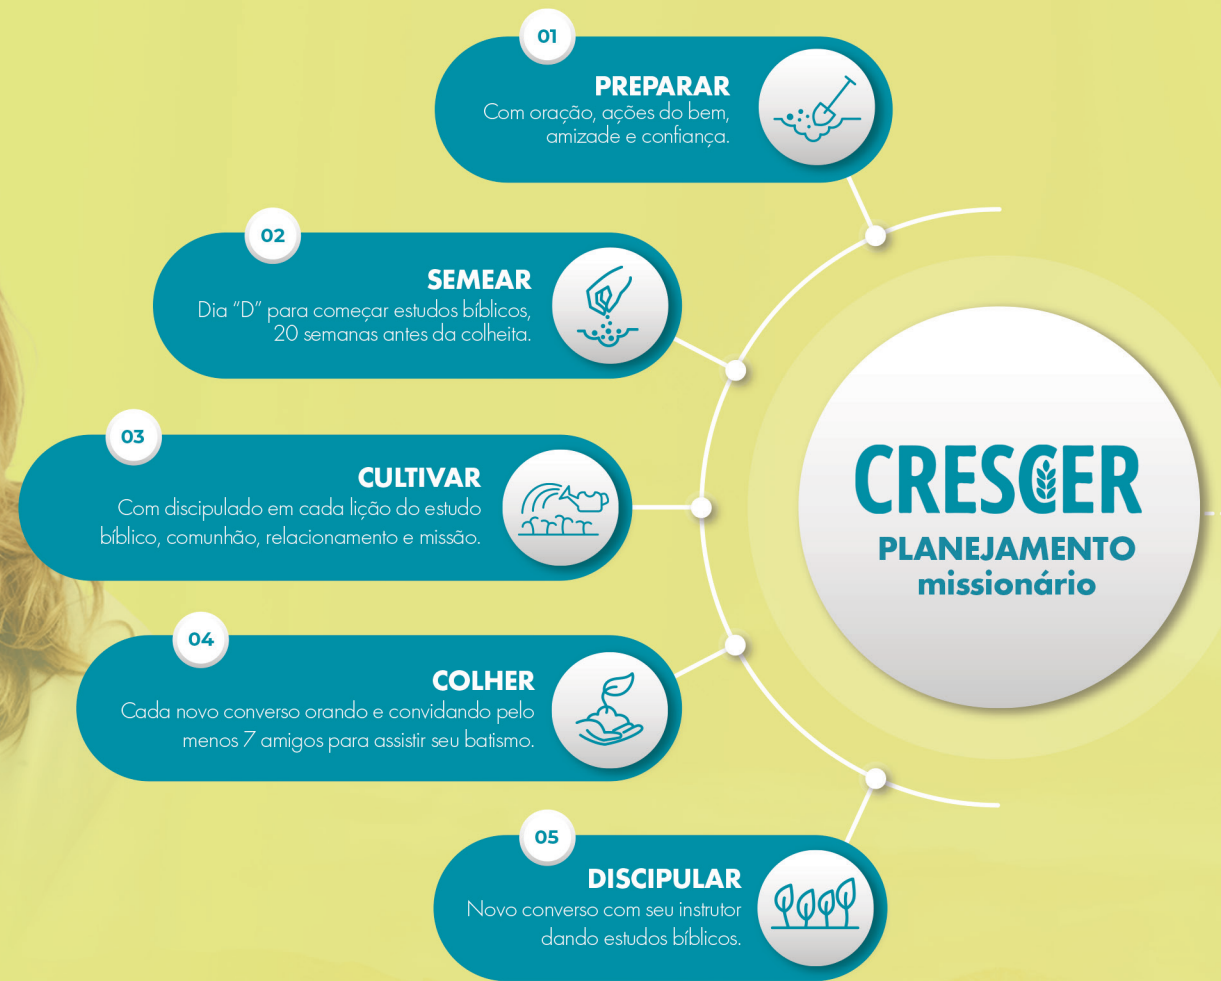 01
PREPARAR
Com oração, ações do bem,
amizade e confiança.
02
SEMEAR
Dia “D” para começar estudos bíblicos,
20 semanas antes da colheita.
03
CULTIVAR
Com discipulado em cada lição do estudo
bíblico, comunhão, relacionamento e missão.
04
COLHER
Cada novo converso orando e convidando pelo
menos 7 amigos para assistir seu batismo.
05
DISCIPULAR
Novo converso com seu instrutor
dando estudos bíblicos.
CRESCER
PLANEJAMENTO
missionário